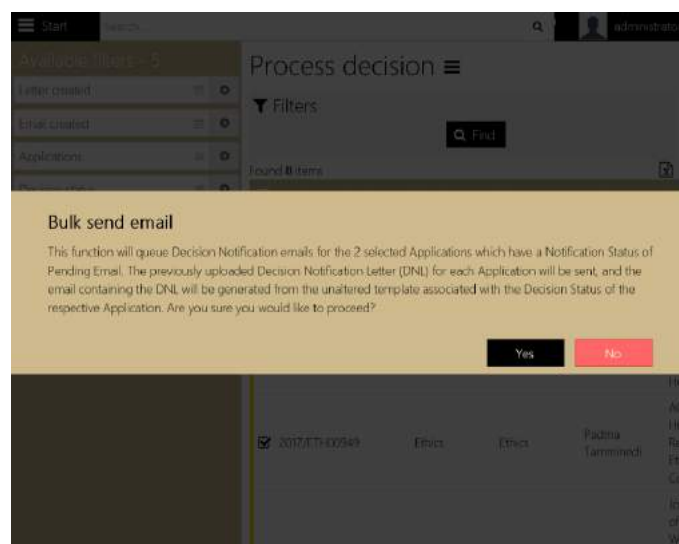 Start
Search...
administrato
Available filters - 5
Process decision
Letter created
Filters
Email created
Find
Applications
Found 8 items
Decision status
Bulk send email
This function will queue Decision Notification emails for the 2 selected Applications which have a Notification Status of
Pending Email. The previously uploaded Decision Notification Letter (DNL) for each Application will be sent, and the
email containing the DNL will be generated from the unaltered template associated with the Decision Status of the
respective Application. Are you sure you would like to proceed?
Yes
No
2017/ETH00949
Ethics
Ethics
Padma
Tammineedi